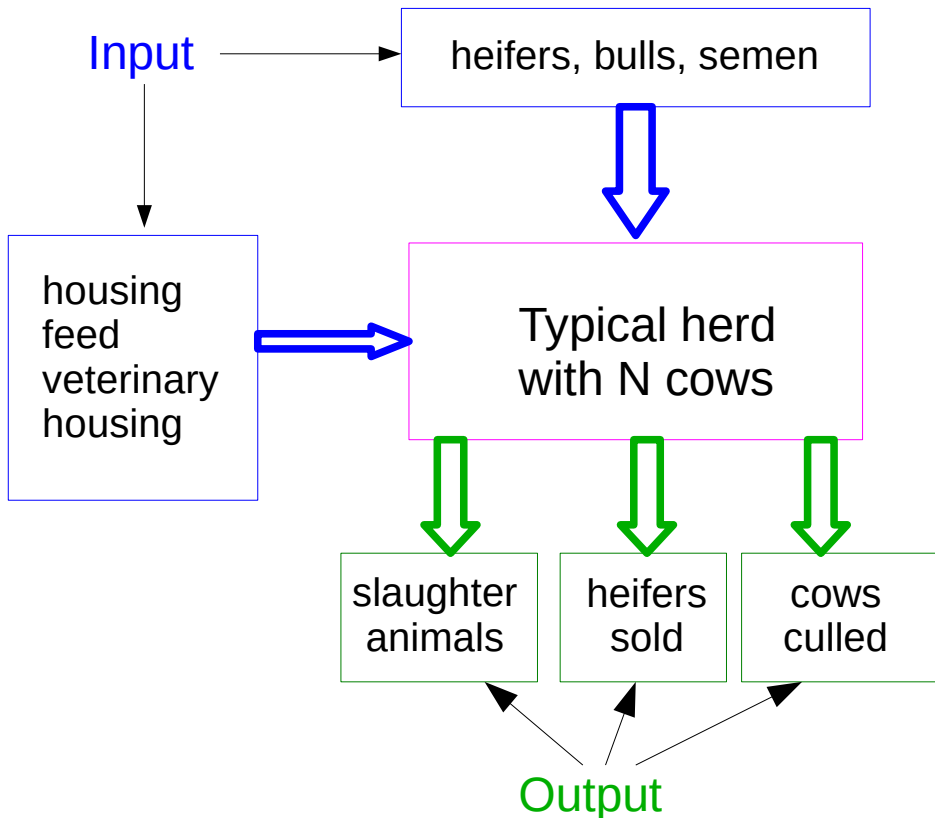 Input
heifers, bulls, semen
housing
feed
veterinary
housing
Typical herd
with N cows
slaughter
animals
heifers
sold
cows
culled
Output